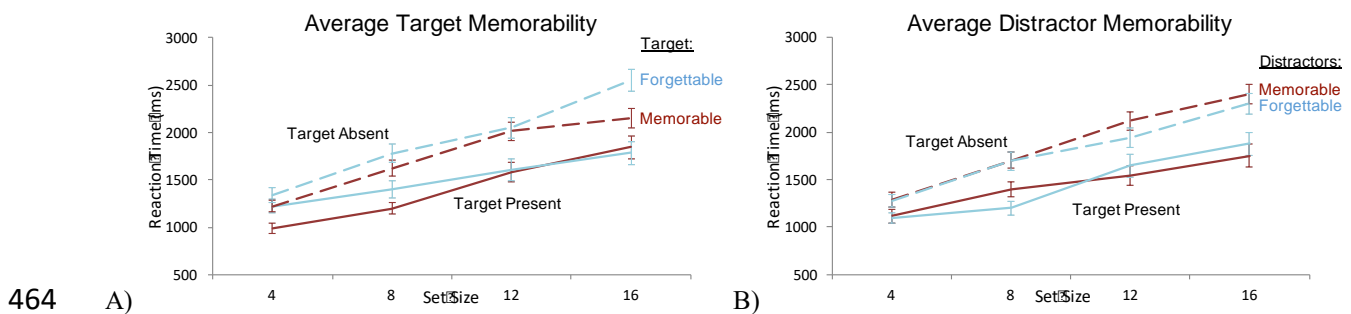 Average Target Memorability
3000
2500
2000
1500
1000
500
Reaction Time (ms)
Target:
Forgettable
Memorable
Target Absent
Target Present
4 8 12 16
Set Size
Average Distractor Memorability
3000
2500
2000
1500
1000
500
Reaction Time (ms)
Distractors:
Memorable
Forgettable
Target Absent
Target Present
4 8 12 16
Set Size
464 A) B)